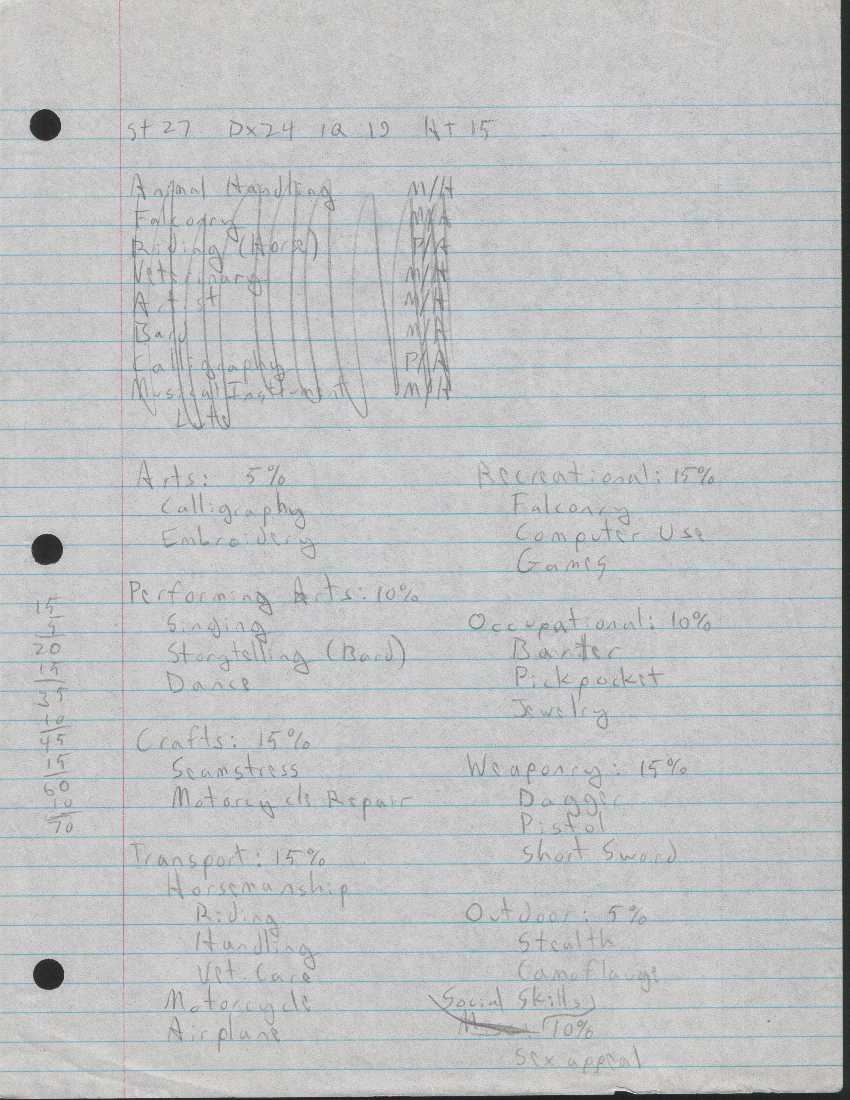 St 27 Dx24 IQ 19 HT 15
Animal Handling M/H
Falconry M/A
Riding (Horse) P/A
Veterinary M/H
Artist M/H
Bard M/A
Calligraphy P/A
Musical Instrument M/H
Arts: 5%
Calligraphy
Embroidery
Performing Arts: 10%
Singing
Storytelling (Bard)
Dance
Crafts: 15%
Seamstress
Motorcycle Repair
Transport: 15%
Horsemanship
Riding
Handling
Vet. Care
Motorcycle
Airplane
15
5
20
15
35
10
45
15
60
10
70
Recreational: 15%
Falconry
Computer Use
Games
Occupational: 10%
Barter
Pickpocket
Jewelry
Weaponry: 15%
Dagger
Pistol
Short Sword
Outdoor: 5%
Stealth
Camoflauge
Social Skills
10%
Sex appeal